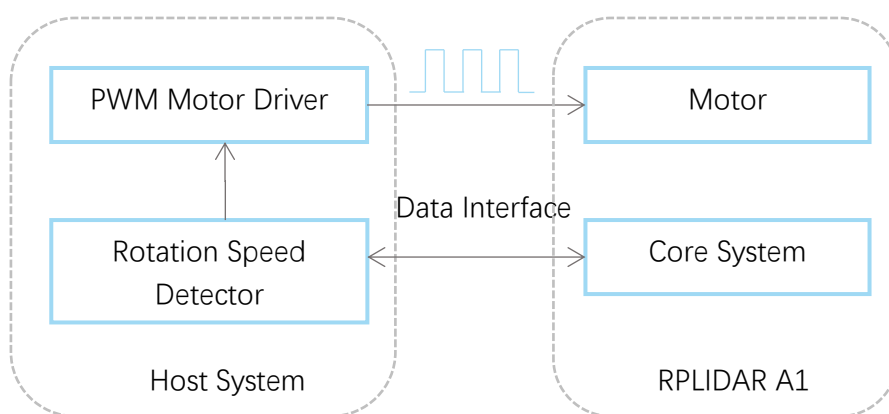 PWM Motor Driver
Motor
Data Interface
Rotation Speed
Detector
Core System
Host System
RPLIDAR A1